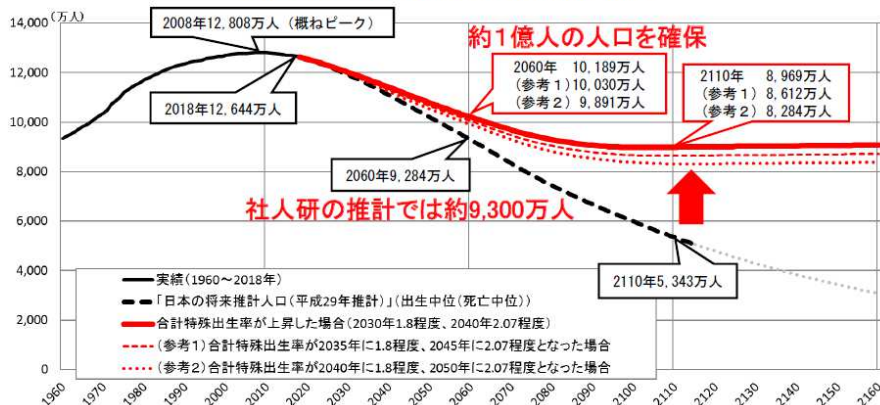 (万人)
14,000
12,000
10,000
8,000
6,000
4,000
2,000
0
2008年12,808万人(概ねピーク)
2018年12,644万人
約1億人の人口を確保
2060年 10,189万人
(参考1)10,030万人
(参考2) 9,891万人
2110年 8,969万人
(参考1) 8,612万人
(参考2) 8,284万人
2060年9,284万人
社人研の推計では約9,300万人
2110年5,343万人
実績(1960~2018年)
「日本の将来推計人口(平成29年推計)」(出生中位(死亡中位))
合計特殊出生率が上昇した場合(2030年1.8程度、2040年2.07程度)
(参考1)合計特殊出生率が2035年に1.8程度、2045年に2.07程度となった場合
(参考2)合計特殊出生率が2040年に1.8程度、2050年に2.07程度となった場合
1960
1970
1980
1990
2000
2010
2020
2030
2040
2050
2060
2070
2080
2090
2100
2110
2120
2130
2140
2150
2160